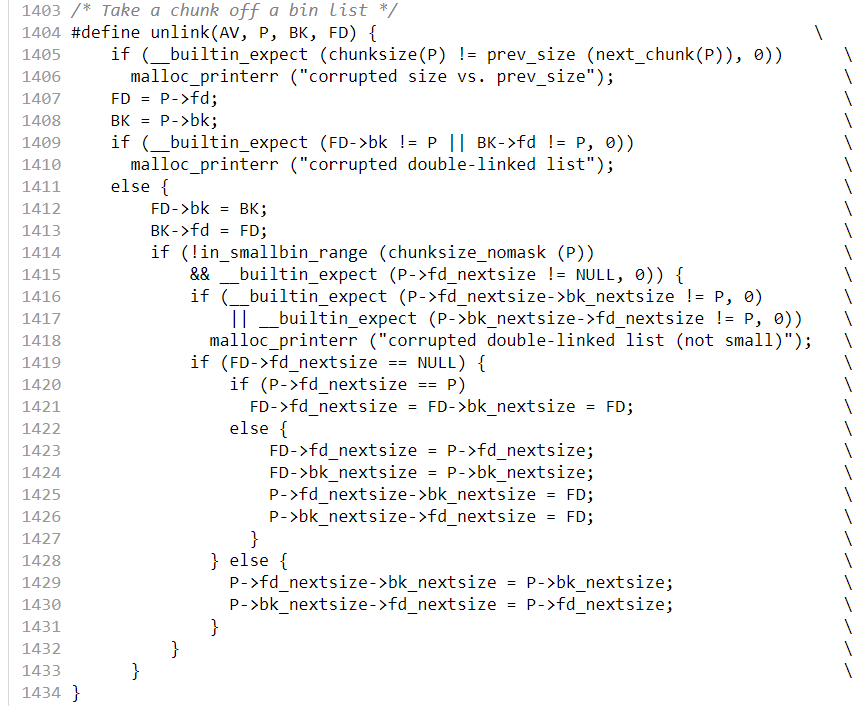 1403 /* Take a chunk off a bin list */
1404 #define unlink(AV, P, BK, FD) { \
1405     if (__builtin_expect (chunksize(P) != prev_size (next_chunk(P)), 0)) \
1406       malloc_printerr ("corrupted size vs. prev_size"); \
1407     FD = P->fd; \
1408     BK = P->bk; \
1409     if (__builtin_expect (FD->bk != P || BK->fd != P, 0)) \
1410       malloc_printerr ("corrupted double-linked list"); \
1411     else { \
1412         FD->bk = BK; \
1413         BK->fd = FD; \
1414         if (!in_smallbin_range (chunksize_nomask (P)) \
1415             && __builtin_expect (P->fd_nextsize != NULL, 0)) { \
1416             if (__builtin_expect (P->fd_nextsize->bk_nextsize != P, 0) \
1417                 || __builtin_expect (P->bk_nextsize->fd_nextsize != P, 0)) \
1418               malloc_printerr ("corrupted double-linked list (not small)"); \
1419             if (FD->fd_nextsize == NULL) { \
1420                 if (P->fd_nextsize == P) \
1421                   FD->fd_nextsize = FD->bk_nextsize = FD; \
1422                 else { \
1423                     FD->fd_nextsize = P->fd_nextsize; \
1424                     FD->bk_nextsize = P->bk_nextsize; \
1425                     P->fd_nextsize->bk_nextsize = FD; \
1426                     P->bk_nextsize->fd_nextsize = FD; \
1427                   } \
1428               } else { \
1429                 P->fd_nextsize->bk_nextsize = P->bk_nextsize; \
1430                 P->bk_nextsize->fd_nextsize = P->fd_nextsize; \
1431               } \
1432           } \
1433       } \
1434 }